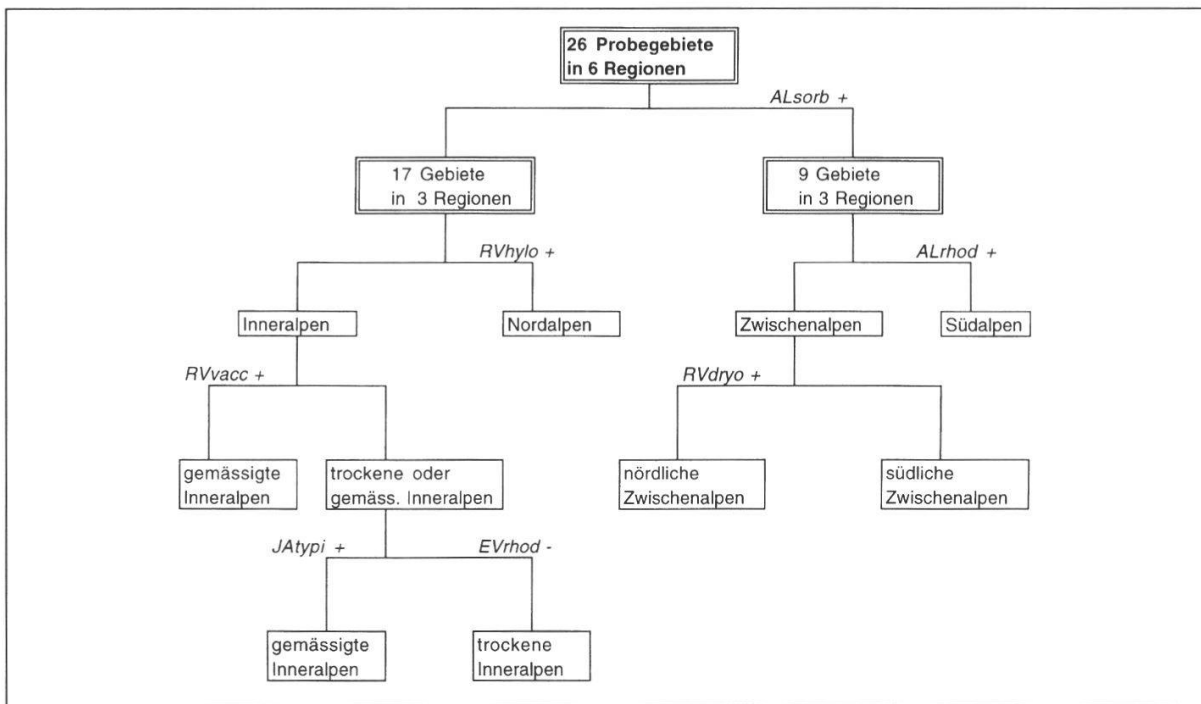 26 Probegebiete
in 6 Regionen
ALsorb +
17 Gebiete
in 3 Regionen
9 Gebiete
in 3 Regionen
RVhylo +
ALrhod +
Inneralpen
Nordalpen
Zwischenalpen
Südalpen
RVvacc +
RVdryo +
gemässigte
Inneralpen
trockene oder
gemäss. Inneralpen
nördliche
Zwischenalpen
südliche
Zwischenalpen
JAtypi +
EVrhod -
gemässigte
Inneralpen
trockene
Inneralpen